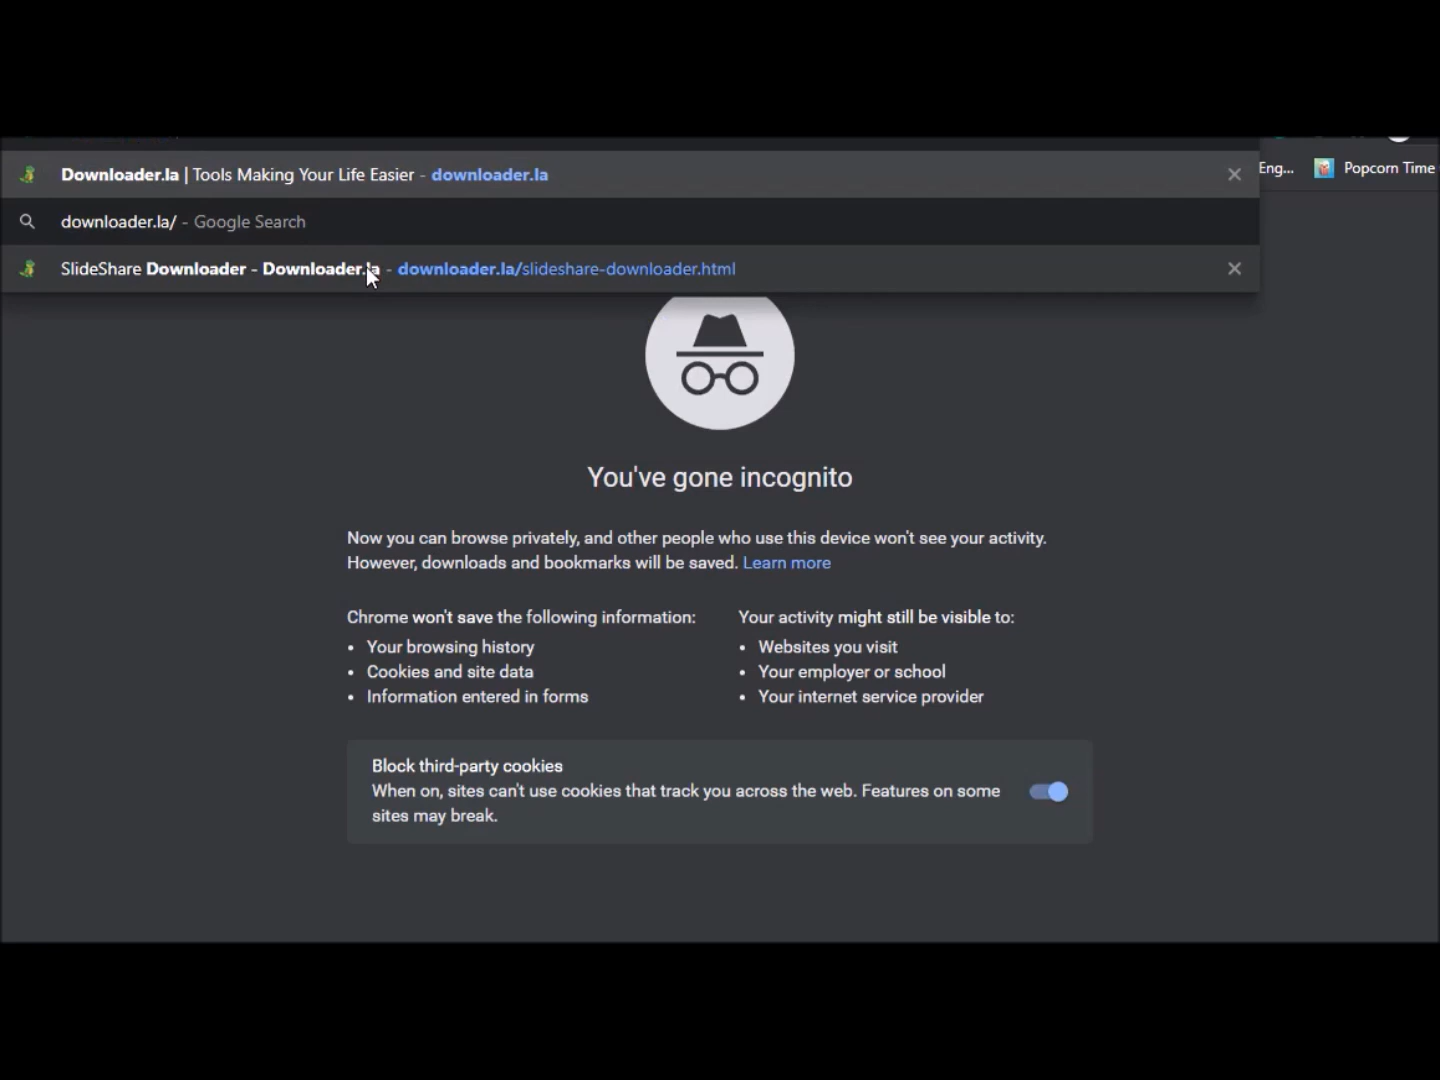 Downloader.la | Tools Making Your Life Easier - downloader.la
Eng... Popcorn Time
downloader.la/ - Google Search
SlideShare Downloader - Downloader.la - downloader.la/slideshare-downloader.html
You've gone incognito
Now you can browse privately, and other people who use this device won't see your activity.
However, downloads and bookmarks will be saved. Learn more
Chrome won't save the following information:
• Your browsing history
• Cookies and site data
• Information entered in forms
Your activity might still be visible to:
• Websites you visit
• Your employer or school
• Your internet service provider
Block third-party cookies
When on, sites can't use cookies that track you across the web. Features on some
sites may break.